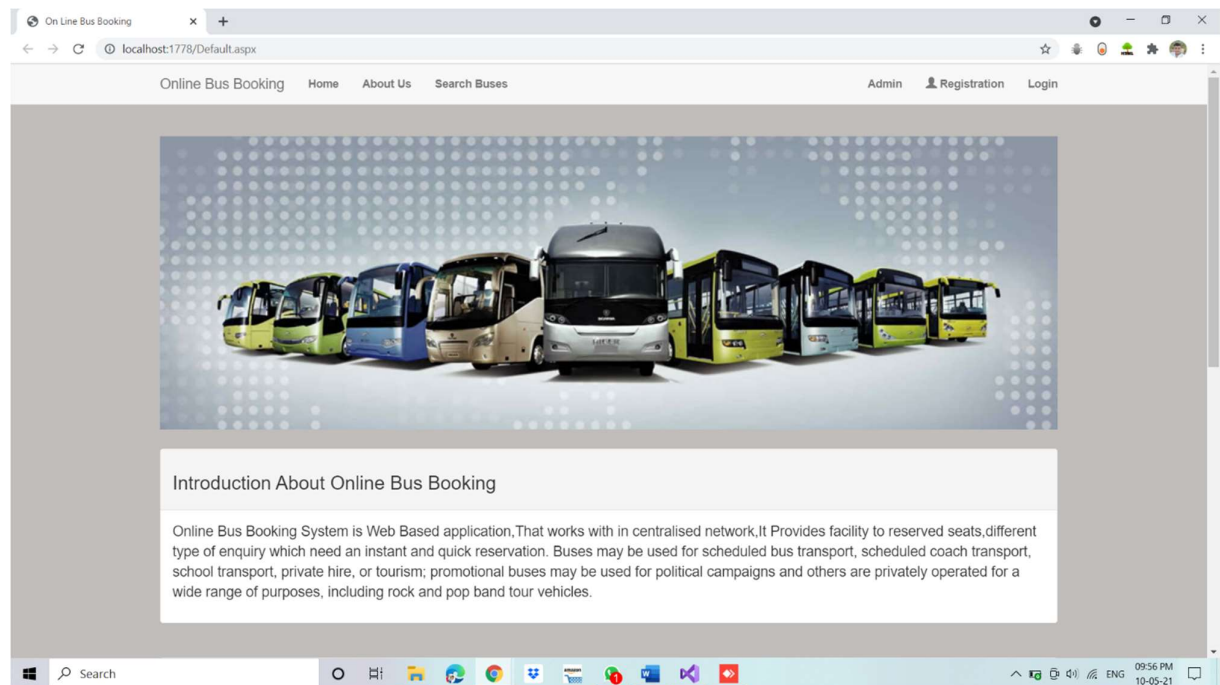 On Line Bus Booking
localhost:1778/Default.aspx
Online Bus Booking Home About Us Search Buses Admin Registration Login
Introduction About Online Bus Booking
Online Bus Booking System is Web Based application,That works with in centralised network,It Provides facility to reserved seats,different
type of enquiry which need an instant and quick reservation. Buses may be used for scheduled bus transport, scheduled coach transport,
school transport, private hire, or tourism; promotional buses may be used for political campaigns and others are privately operated for a
wide range of purposes, including rock and pop band tour vehicles.
Search
ENG
09:56 PM
10-05-21